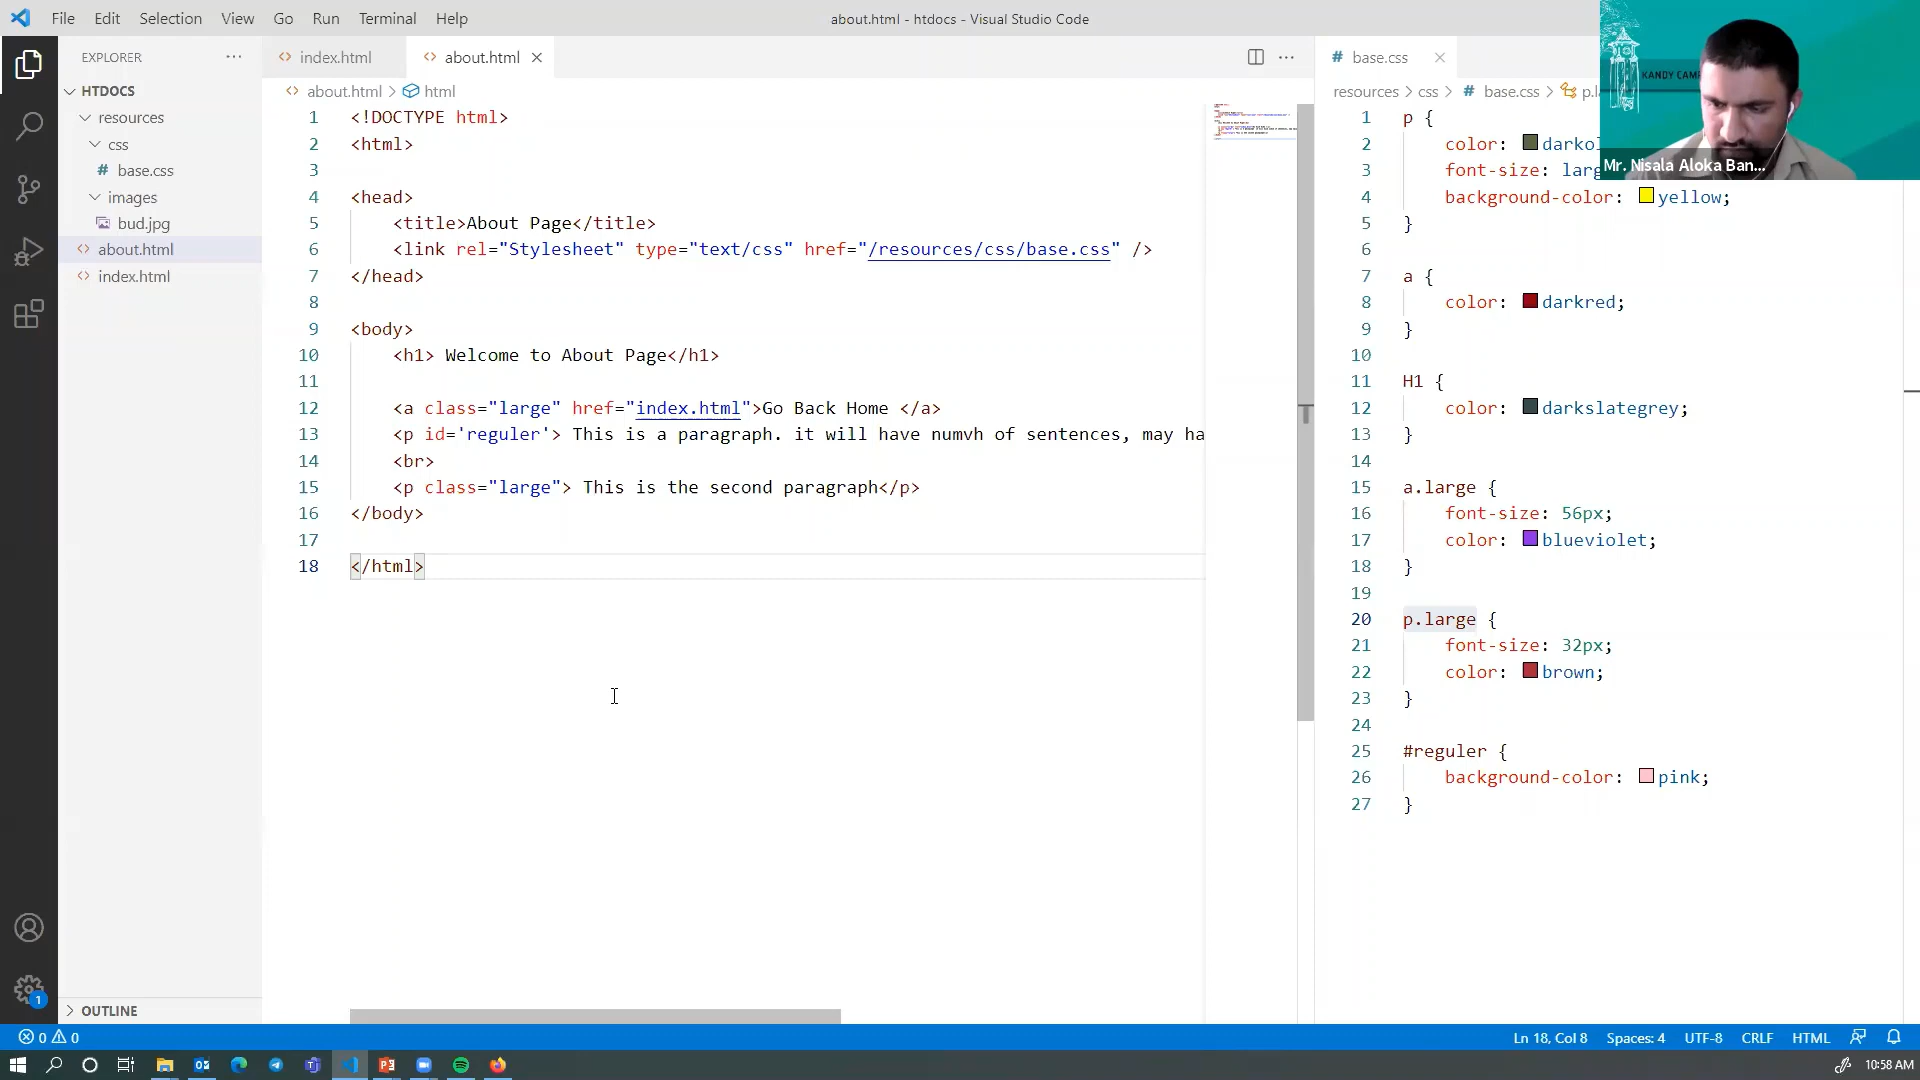 File Edit Selection View Go Run Terminal Help
about.html - htdocs - Visual Studio Code
EXPLORER
HTDOCS
resources
css
# base.css
images
bud.jpg
<> about.html
<> index.html
OUTLINE
<> index.html
<> about.html
<> about.html > html
1 <!DOCTYPE html>
2 <html>
3
4 <head>
5 <title>About Page</title>
6 <link rel="Stylesheet" type="text/css" href="/resources/css/base.css" />
7 </head>
8
9 <body>
10 <h1> Welcome to About Page</h1>
11
12 <a class="large" href="index.html">Go Back Home </a>
13 <p id='reguler'> This is a paragraph. it will have numvh of sentences, may ha
14 <br>
15 <p class="large"> This is the second paragraph</p>
16 </body>
17
18 </html>
# base.css
resources > css > # base.css > p.l
1 p {
2 color: darkol
3 font-size: larg
4 background-color: yellow;
5 }
6
7 a {
8 color: darkred;
9 }
10
11 H1 {
12 color: darkslategrey;
13 }
14
15 a.large {
16 font-size: 56px;
17 color: blueviolet;
18 }
19
20 p.large {
21 font-size: 32px;
22 color: brown;
23 }
24
25 #reguler {
26 background-color: pink;
27 }
KANDY CAM
Mr. Nisala Aloka Ban...
1
0 0
Ln 18, Col 8 Spaces: 4 UTF-8 CRLF HTML
10:58 AM